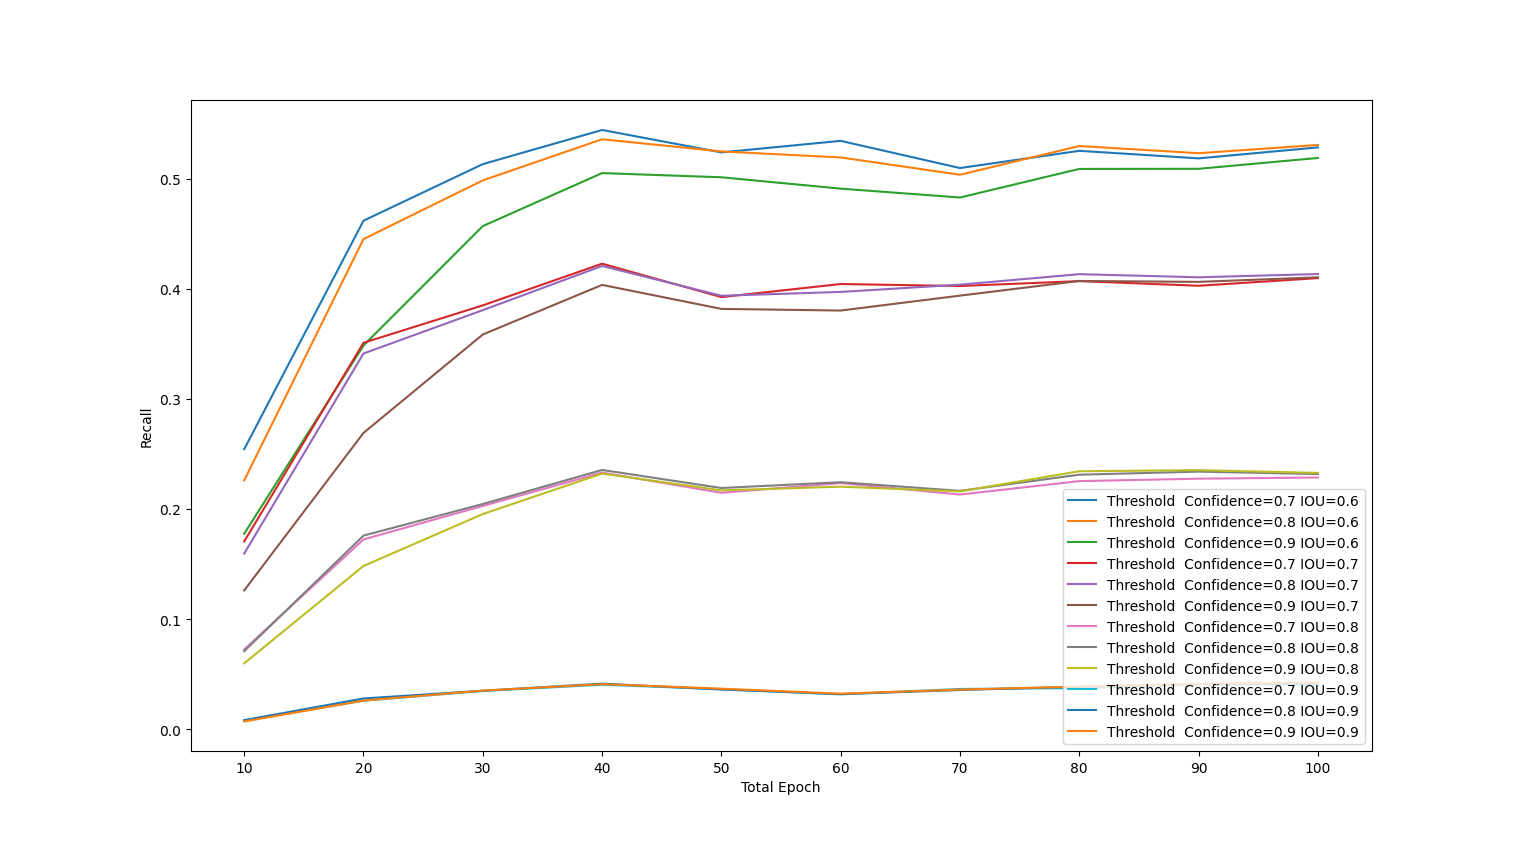 0.5
0.4
0.3
0.2
0.1
0.0
Recall
10 20 30 40 50 60 70 80 90 100
Total Epoch
Threshold  Confidence=0.7 IOU=0.6
Threshold  Confidence=0.8 IOU=0.6
Threshold  Confidence=0.9 IOU=0.6
Threshold  Confidence=0.7 IOU=0.7
Threshold  Confidence=0.8 IOU=0.7
Threshold  Confidence=0.9 IOU=0.7
Threshold  Confidence=0.7 IOU=0.8
Threshold  Confidence=0.8 IOU=0.8
Threshold  Confidence=0.9 IOU=0.8
Threshold  Confidence=0.7 IOU=0.9
Threshold  Confidence=0.8 IOU=0.9
Threshold  Confidence=0.9 IOU=0.9